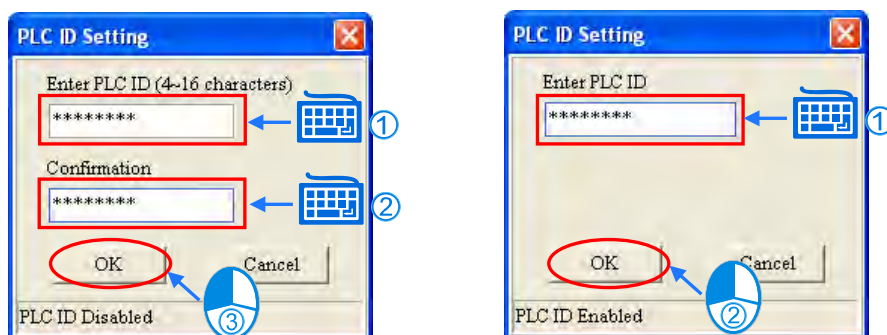 PLC ID Setting
Enter PLC ID (4~16 characters)
********
1
Confirmation
********
2
OK
Cancel
3
PLC ID Disabled
PLC ID Setting
Enter PLC ID
********
1
OK
Cancel
2
PLC ID Enabled